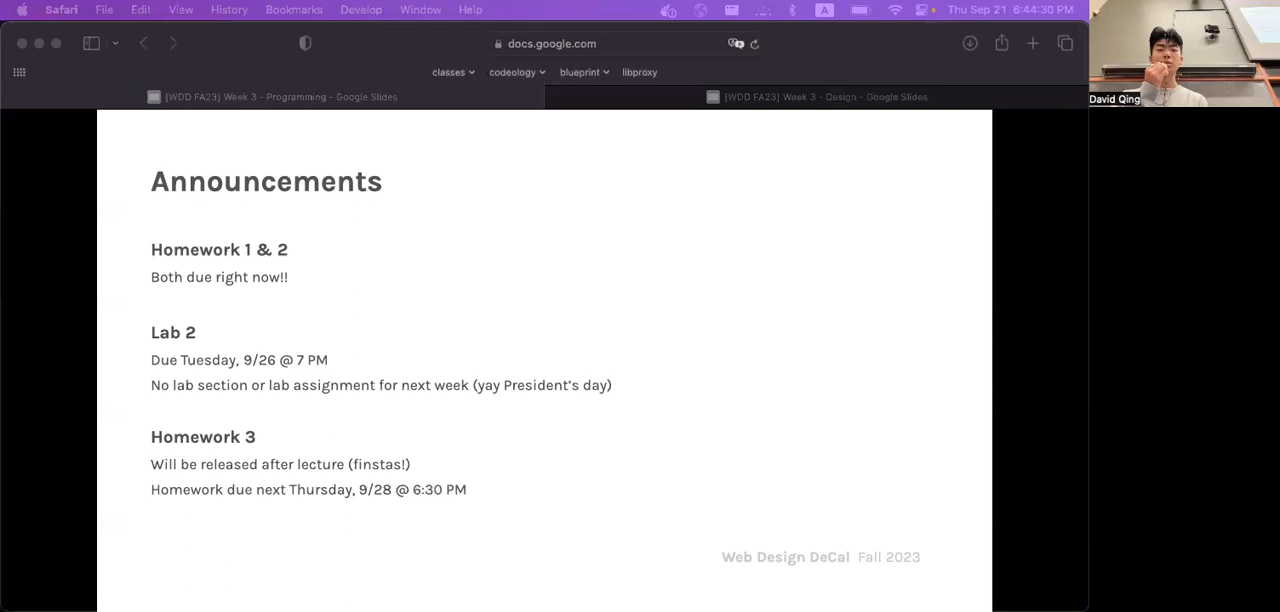 Safari File Edit View History Bookmarks Develop Window Help A Thu Sep 21 6:44:30 PM
docs.google.com
classes codeology blueprint libproxy
[WDD FA23] Week 3 - Programming - Google Slides [WDD FA23] Week 3 - Design - Google Slides
David Qing
Announcements
Homework 1 & 2
Both due right now!!
Lab 2
Due Tuesday, 9/26 @ 7 PM
No lab section or lab assignment for next week (yay President’s day)
Homework 3
Will be released after lecture (finstas!)
Homework due next Thursday, 9/28 @ 6:30 PM
Web Design DeCal Fall 2023